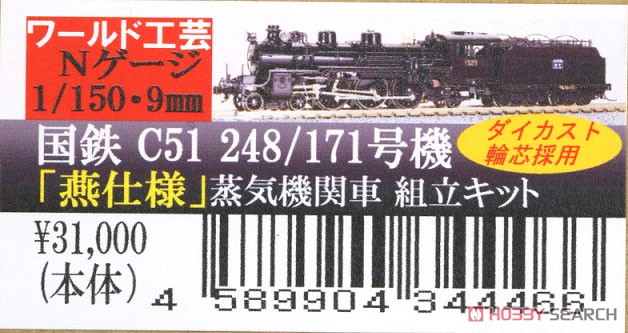 ワールド工芸
Nゲージ
1/150・9mm
国鉄 C51 248/171号機
ダイカスト
輪芯採用
「燕仕様」蒸気機関車 組立キット
¥31,000
(本体)
4 589904 344466
HOBBY-SEARCH